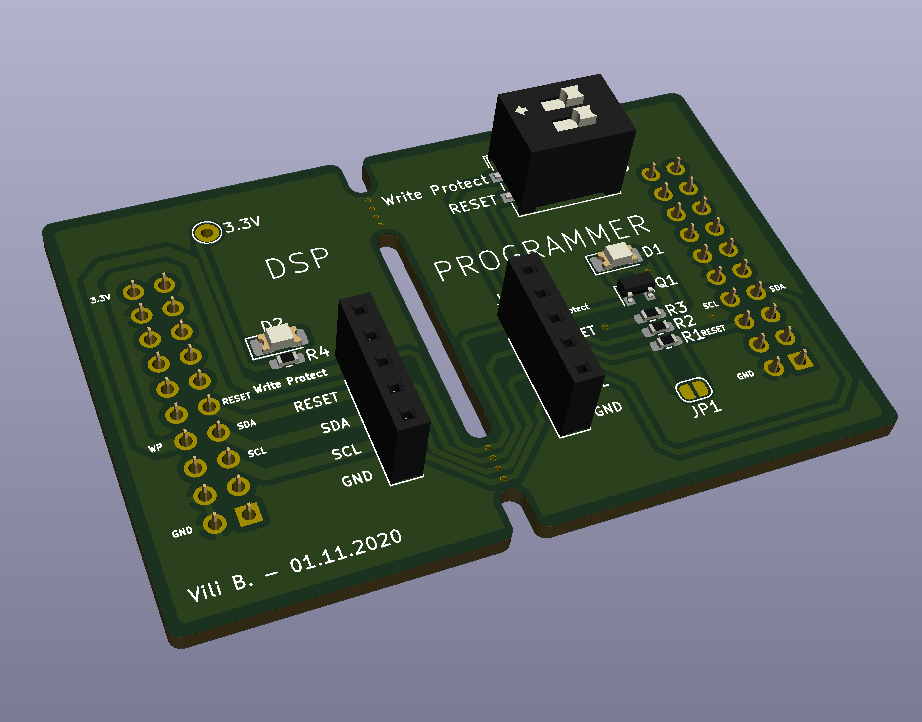 3.3V
DSP
3.3V
D2
R4
Write Protect
RESET
RESET
SDA
SDA
WP
SCL
SCL
GND
GND
Vili B. – 01.11.2020
Write Protect
RESET
PROGRAMMER
D1
Q1
R3
R2
R1
RESET
SCL
SDA
GND
GND
JP1